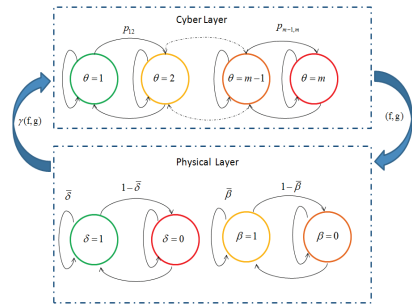 Cyber Layer
p₁₂
pₘ₋₁,ₘ
θ = 1
θ = 2
θ = m−1
θ = m
γ(f,g)
(f,g)
Physical Layer
δ̅
1−δ̅
β̅
1−β̅
δ = 1
δ = 0
β = 1
β = 0